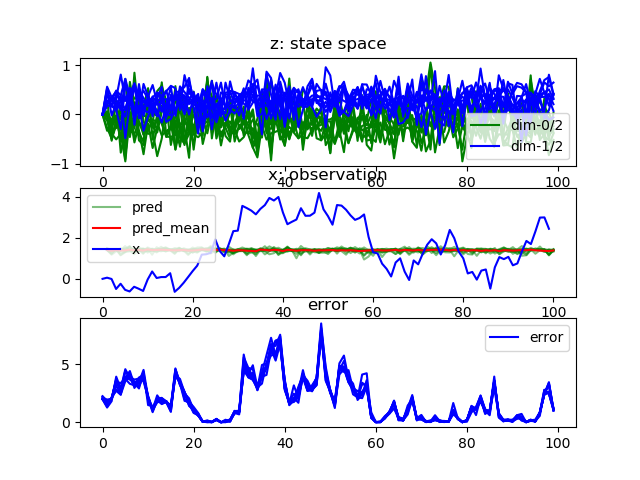 z: state space
1
0
−1
dim-0/2
dim-1/2
0 20 40 60 80 100
x: observation
4
2
0
pred
pred_mean
x
0 20 40 60 80 100
error
5
0
error
0 20 40 60 80 100